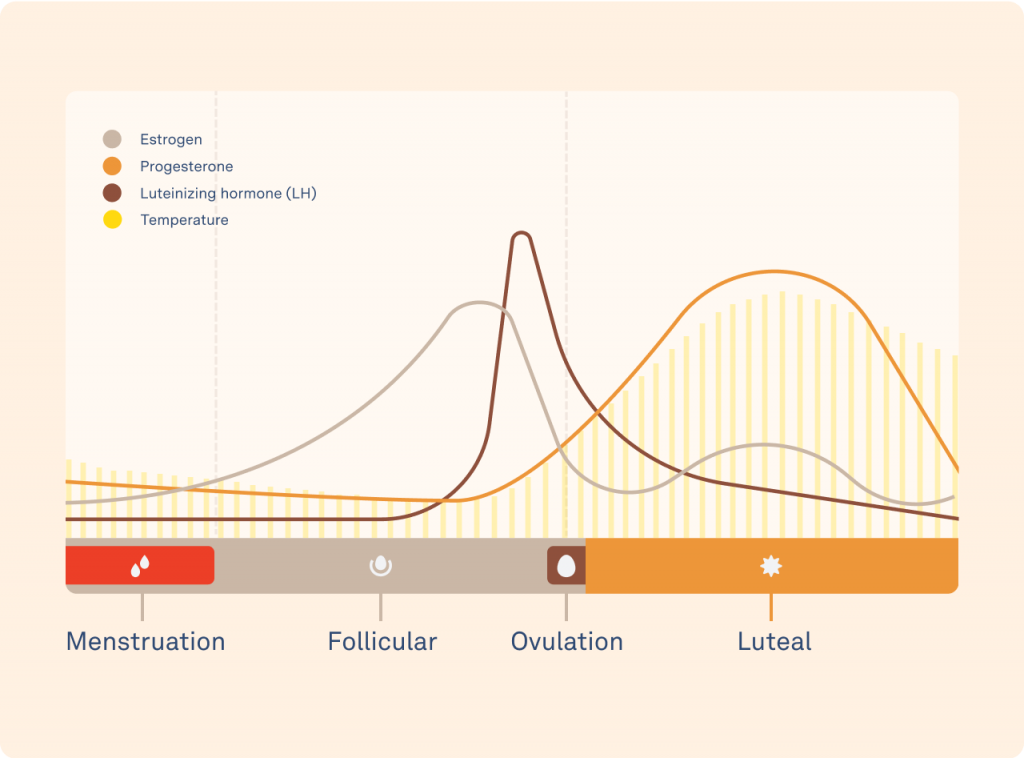 Estrogen
Progesterone
Luteinizing hormone (LH)
Temperature
Menstruation
Follicular
Ovulation
Luteal